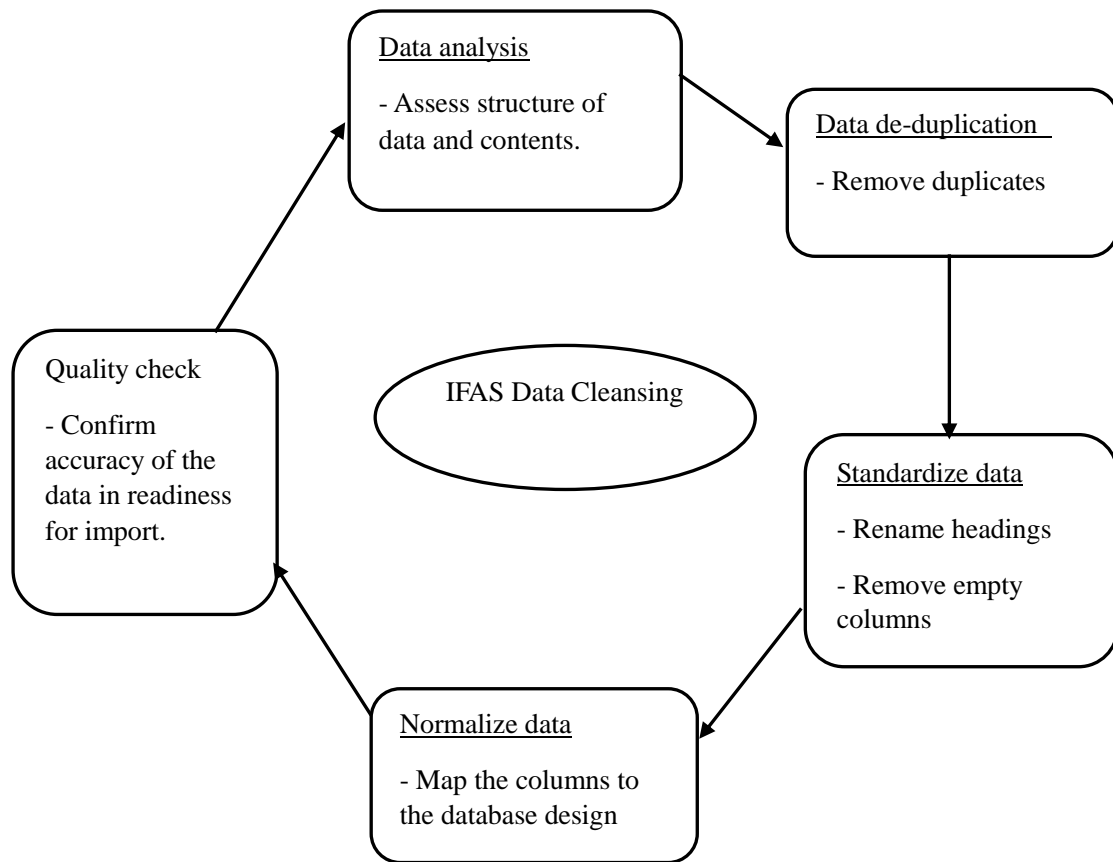 Data analysis
- Assess structure of
data and contents.
Data de-duplication
- Remove duplicates
Standardize data
- Rename headings
- Remove empty
columns
Normalize data
- Map the columns to
the database design
Quality check
- Confirm
accuracy of the
data in readiness
for import.
IFAS Data Cleansing